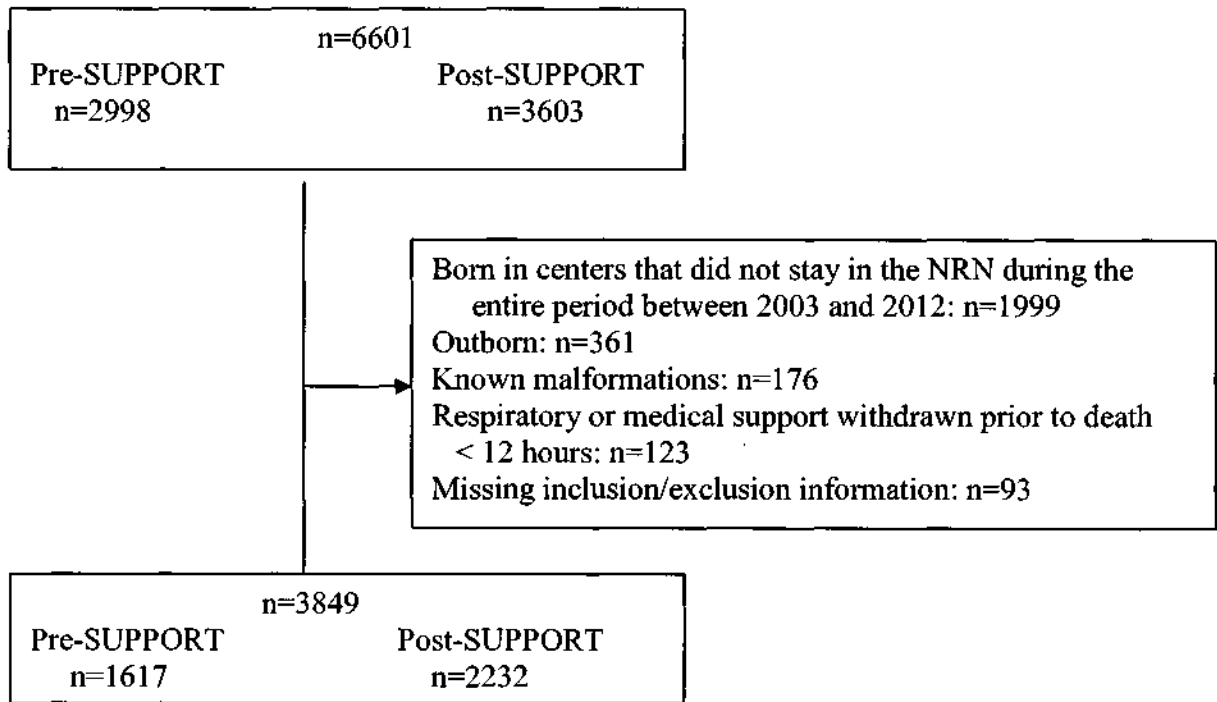 n=6601
Pre-SUPPORT Post-SUPPORT
n=2998 n=3603
Born in centers that did not stay in the NRN during the
entire period between 2003 and 2012: n=1999
Outborn: n=361
Known malformations: n=176
Respiratory or medical support withdrawn prior to death
< 12 hours: n=123
Missing inclusion/exclusion information: n=93
n=3849
Pre-SUPPORT Post-SUPPORT
n=1617 n=2232